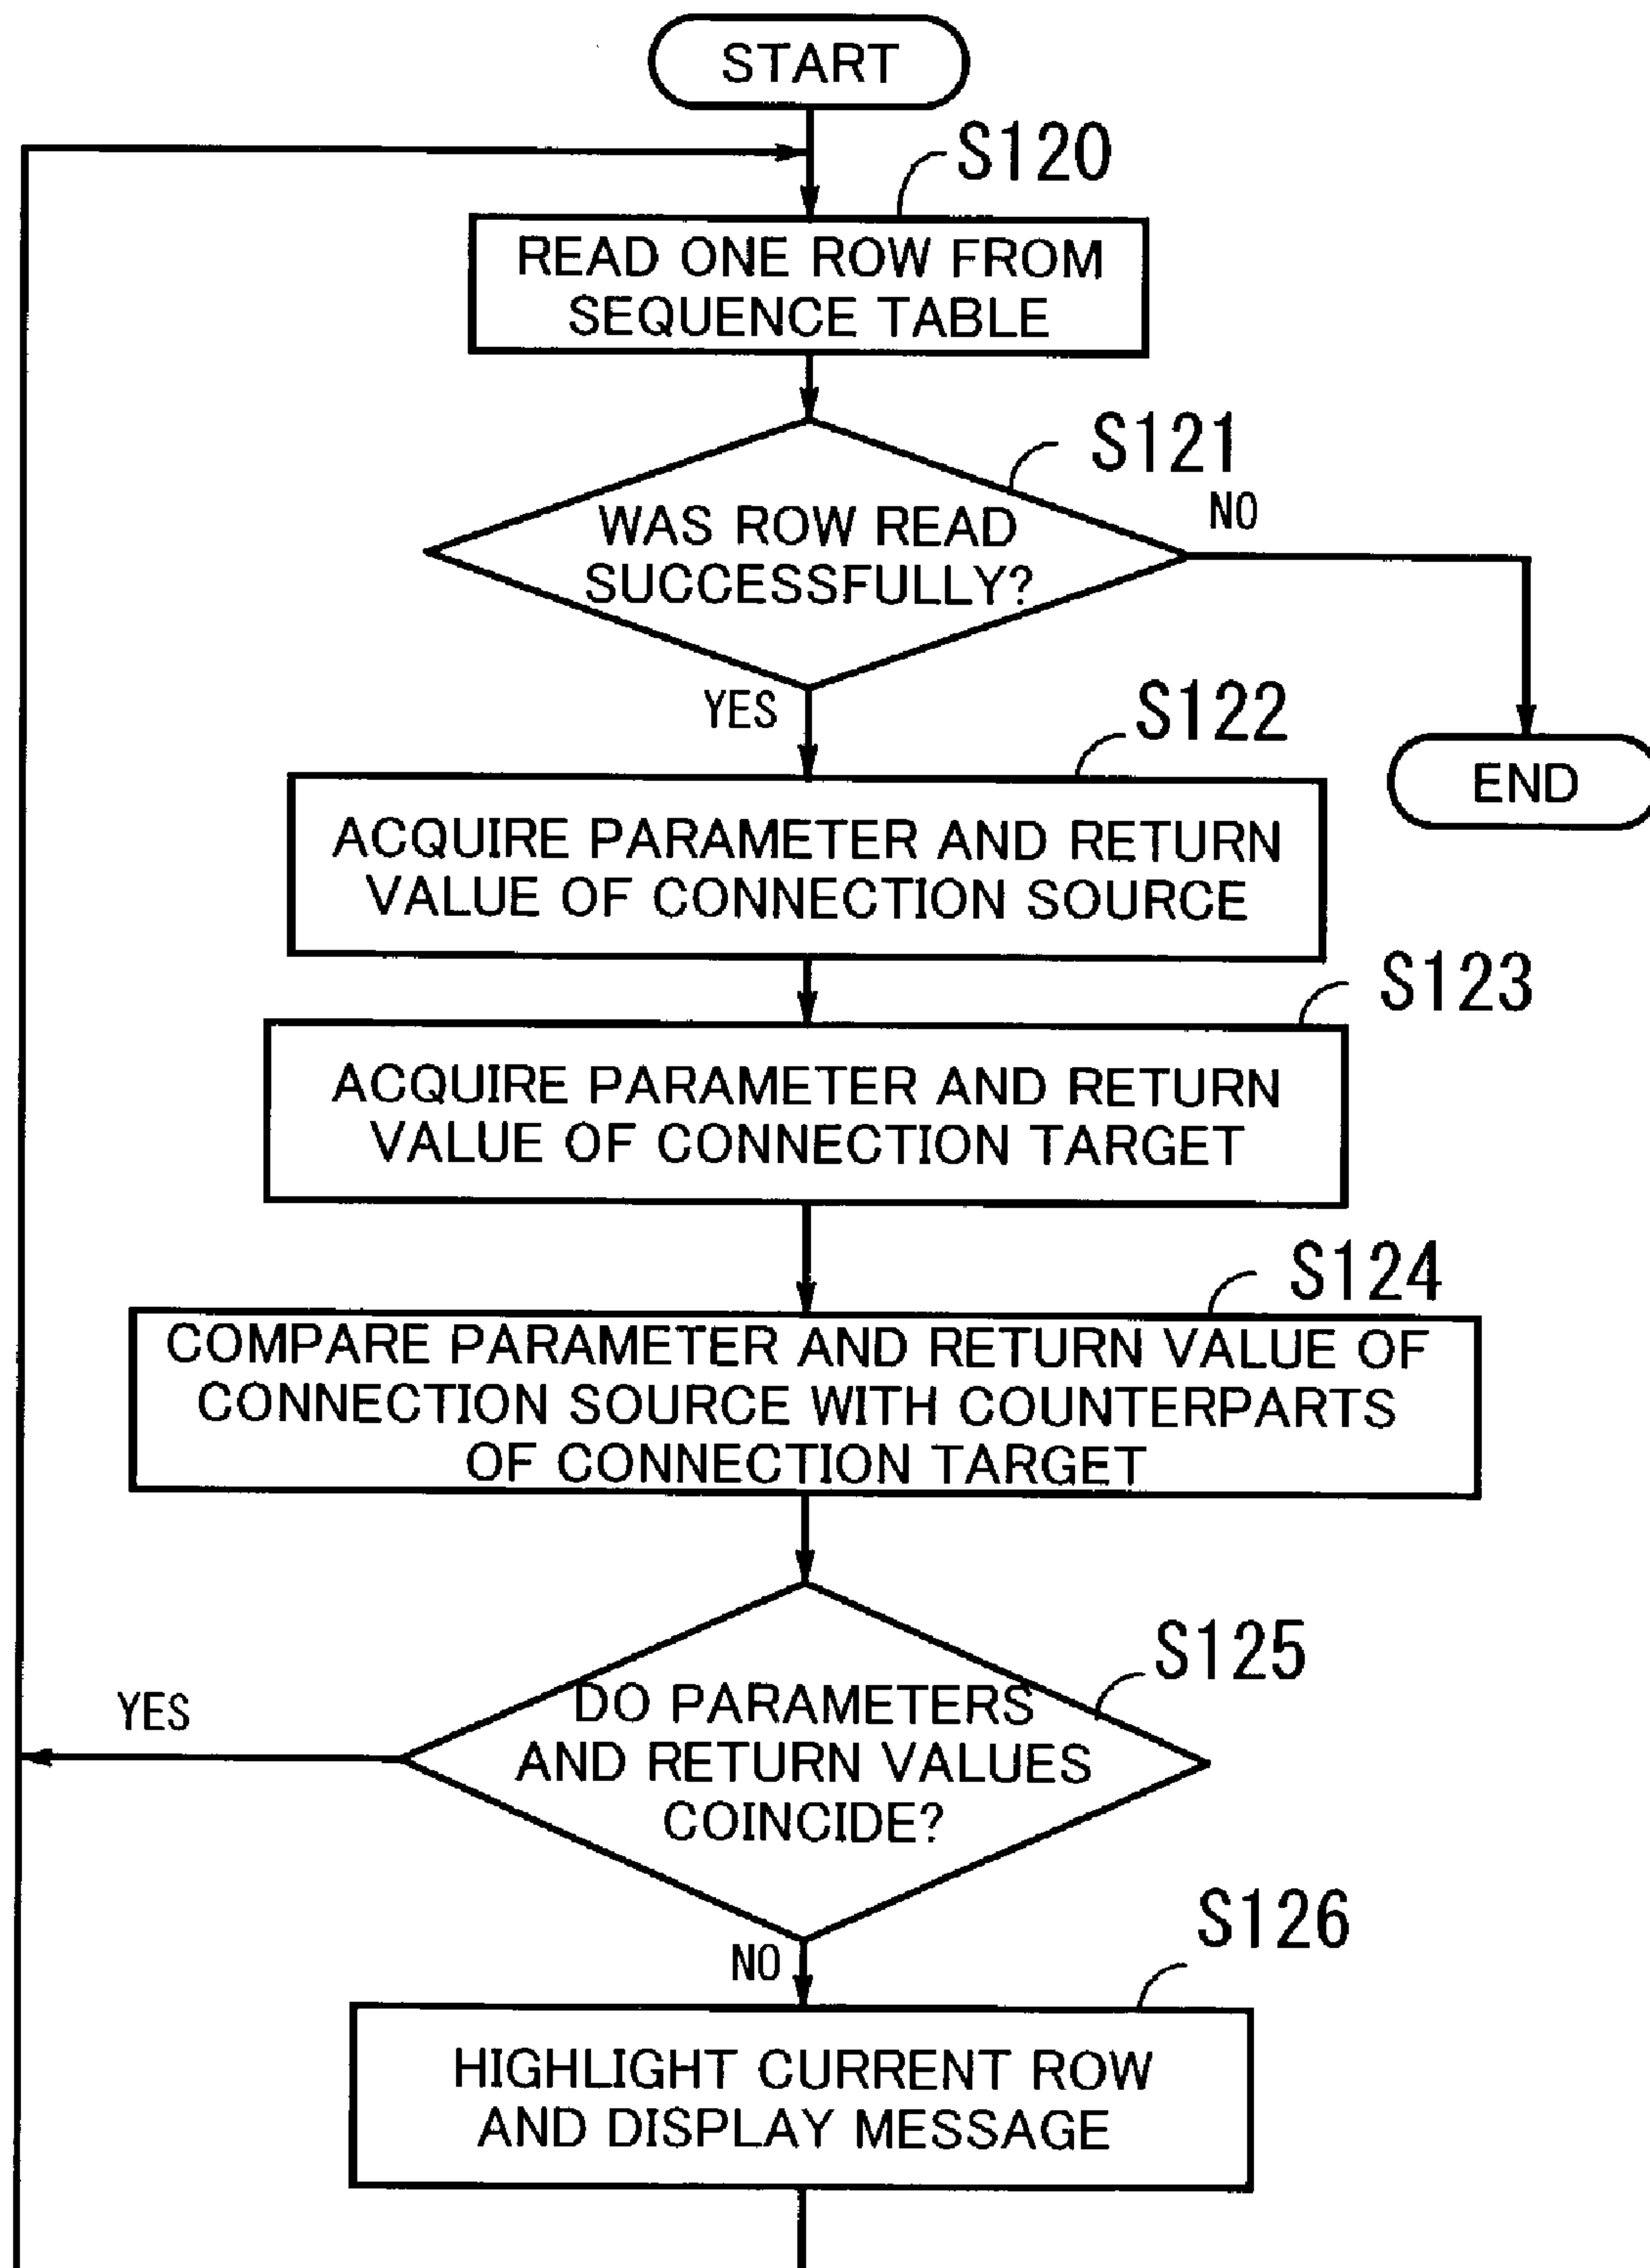 START
S120
READ ONE ROW FROM
SEQUENCE TABLE
S121
NO
WAS ROW READ
SUCCESSFULLY?
YES
S122
END
ACQUIRE PARAMETER AND RETURN
VALUE OF CONNECTION SOURCE
S123
ACQUIRE PARAMETER AND RETURN
VALUE OF CONNECTION TARGET
S124
COMPARE PARAMETER AND RETURN VALUE OF
CONNECTION SOURCE WITH COUNTERPARTS
OF CONNECTION TARGET
S125
YES
DO PARAMETERS
AND RETURN VALUES
COINCIDE?
S126
NO
HIGHLIGHT CURRENT ROW
AND DISPLAY MESSAGE